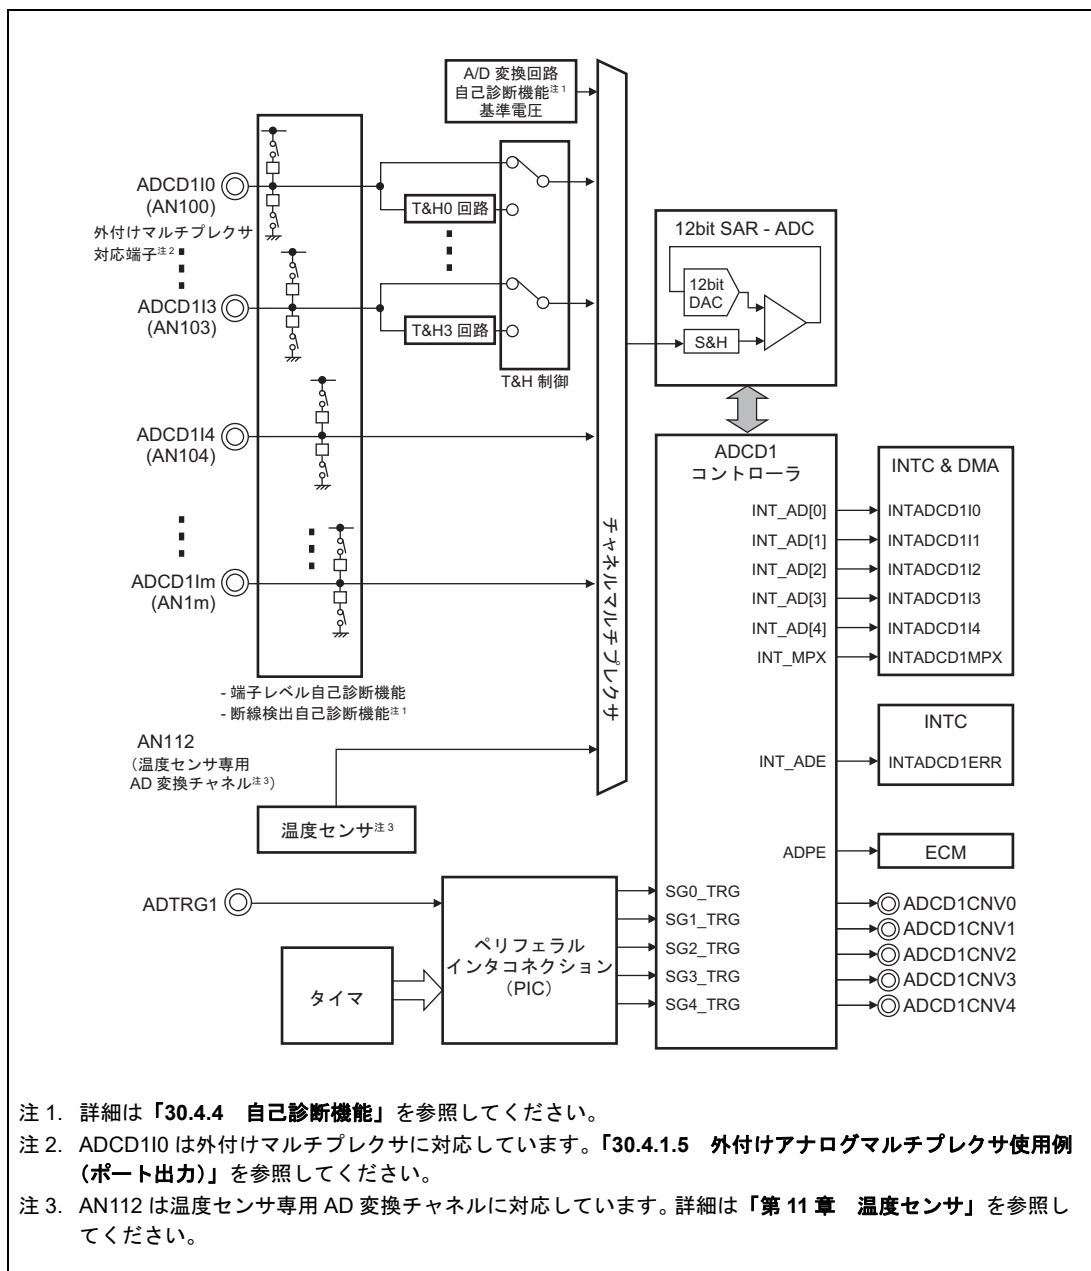 A/D 変換回路
自己診断機能注1
基準電圧
ADCD1I0
(AN100)
外付けマルチプレクサ
対応端子注2
T&H0 回路
ADCD1I3
(AN103)
T&H3 回路
T&H 制御
ADCD1I4
(AN104)
ADCD1Im
(AN1m)
- 端子レベル自己診断機能
- 断線検出自己診断機能注1
AN112
(温度センサ専用
AD 変換チャネル注3)
温度センサ注3
チャネルマルチプレクサ
12bit SAR - ADC
12bit
DAC
S&H
ADCD1
コントローラ
INT_AD[0]
INT_AD[1]
INT_AD[2]
INT_AD[3]
INT_AD[4]
INT_MPX
INT_ADE
ADPE
INTC & DMA
INTADCD1I0
INTADCD1I1
INTADCD1I2
INTADCD1I3
INTADCD1I4
INTADCD1MPX
INTC
INTADCD1ERR
ECM
ADTRG1
タイマ
ペリフェラル
インタコネクション
(PIC)
SG0_TRG
SG1_TRG
SG2_TRG
SG3_TRG
SG4_TRG
ADCD1CNV0
ADCD1CNV1
ADCD1CNV2
ADCD1CNV3
ADCD1CNV4
注 1. 詳細は「30.4.4 自己診断機能」を参照してください。
注 2. ADCD1I0 は外付けマルチプレクサに対応しています。「30.4.1.5 外付けアナログマルチプレクサ使用例
(ポート出力)」を参照してください。
注 3. AN112 は温度センサ専用 AD 変換チャネルに対応しています。詳細は「第 11 章 温度センサ」を参照し
てください。